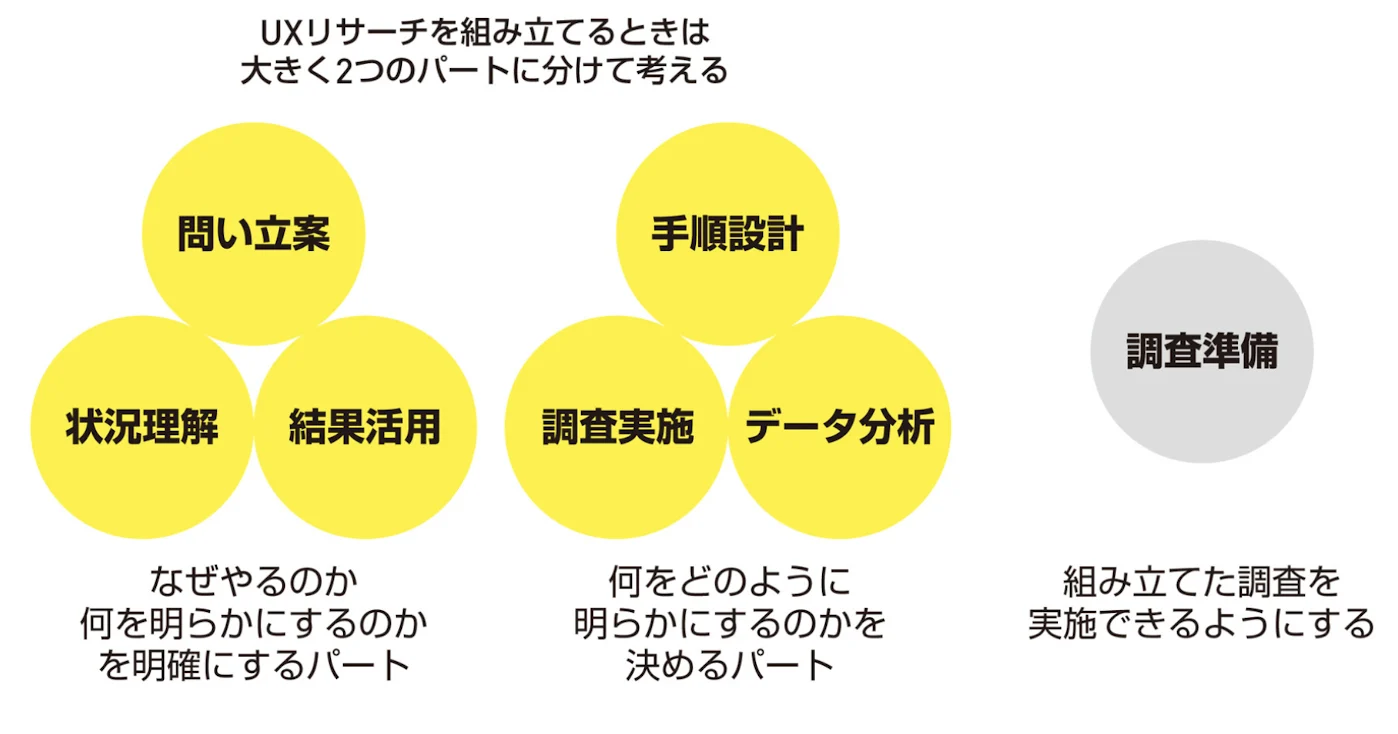 UXリサーチを組み立てるときは
大きく2つのパートに分けて考える
問い立案
状況理解
結果活用
なぜやるのか
何を明らかにするのか
を明確にするパート
手順設計
調査実施
データ分析
何をどのように
明らかにするのかを
決めるパート
調査準備
組み立てた調査を
実施できるようにする